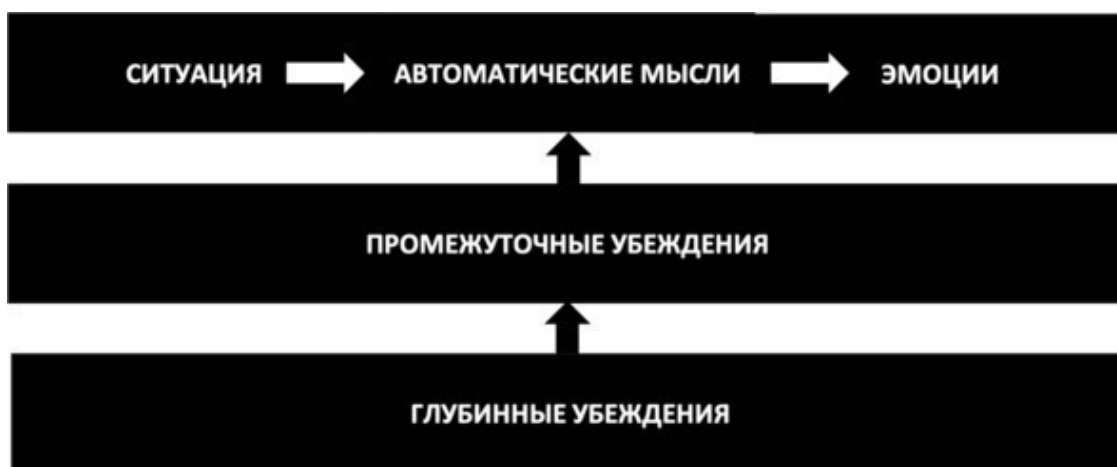 СИТУАЦИЯ АВТОМАТИЧЕСКИЕ МЫСЛИ ЭМОЦИИ
ПРОМЕЖУТОЧНЫЕ УБЕЖДЕНИЯ
ГЛУБИННЫЕ УБЕЖДЕНИЯ